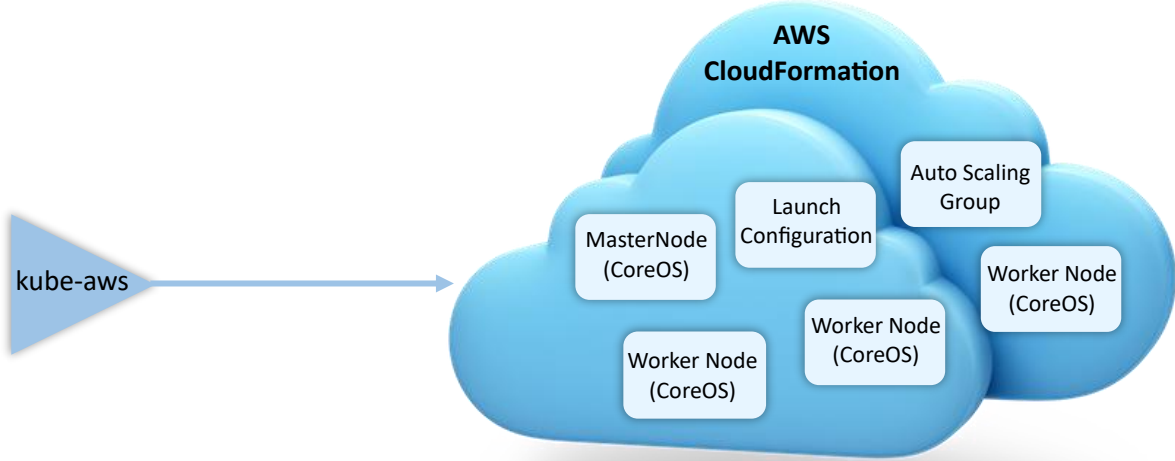 AWS
CloudFormation
Auto Scaling
Group
Launch
Configuration
MasterNode
(CoreOS)
kube-aws
Worker Node
(CoreOS)
Worker Node
(CoreOS)
Worker Node
(CoreOS)